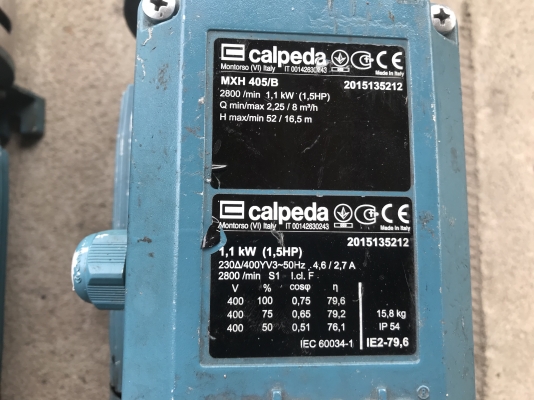 calpeda CE
Montorso (VI) Italy IT 00142630243 Made in Italy
MXH 405/B 2015135212
2800 /min 1,1 kW (1,5HP)
Q min/max 2,25 / 8 m³/h
H max/min 52 / 16,5 m
calpeda CE
Montorso (VI) Italy IT 00142630243 Made in Italy
2015135212
1,1 kW (1,5HP)
230Δ/400YV3~50Hz 4,6 / 2,7 A
2800 /min S1 I.cl. F
V % cosφ η
400 100 0,75 79,6
400 75 0,65 79,2 15,8 kg
400 50 0,51 76,1 IP 54
IEC 60034-1 IE2-79,6